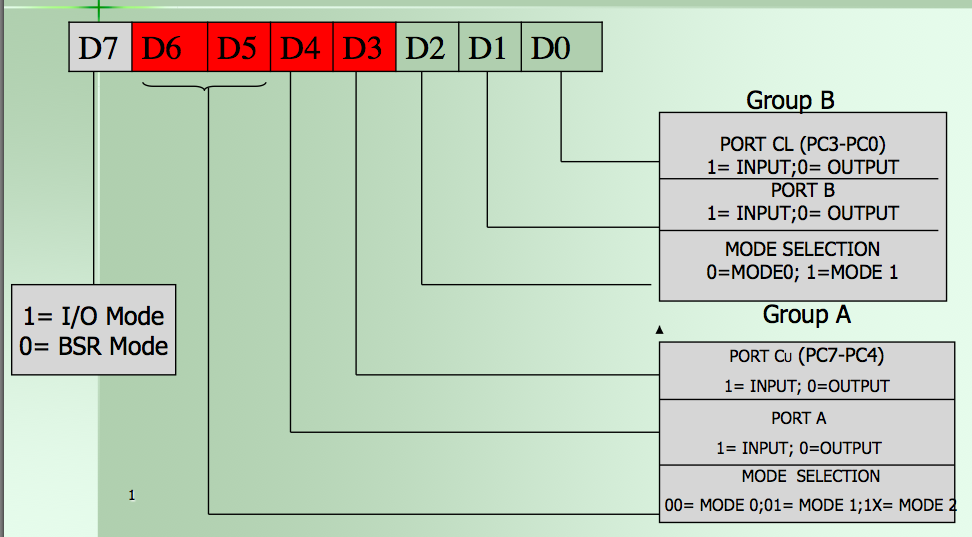 D7 D6 D5 D4 D3 D2 D1 D0
Group B
PORT CL (PC3-PC0)
1= INPUT;0= OUTPUT
PORT B
1= INPUT;0= OUTPUT
MODE SELECTION
0=MODE0; 1=MODE 1
1= I/O Mode
0= BSR Mode
Group A
PORT CU (PC7-PC4)
1= INPUT; 0=OUTPUT
PORT A
1= INPUT; 0=OUTPUT
MODE SELECTION
00= MODE 0;01= MODE 1;1X= MODE 2
1